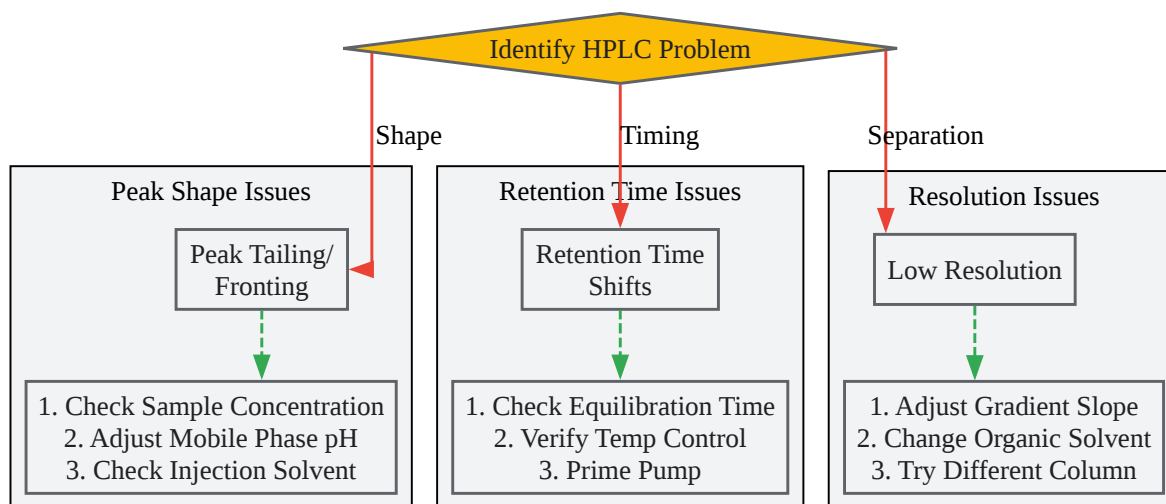 Identify HPLC Problem
Shape
Timing
Separation
Peak Shape Issues
Peak Tailing/
Fronting
1. Check Sample Concentration
2. Adjust Mobile Phase pH
3. Check Injection Solvent
Retention Time Issues
Retention Time
Shifts
1. Check Equilibration Time
2. Verify Temp Control
3. Prime Pump
Resolution Issues
Low Resolution
1. Adjust Gradient Slope
2. Change Organic Solvent
3. Try Different Column